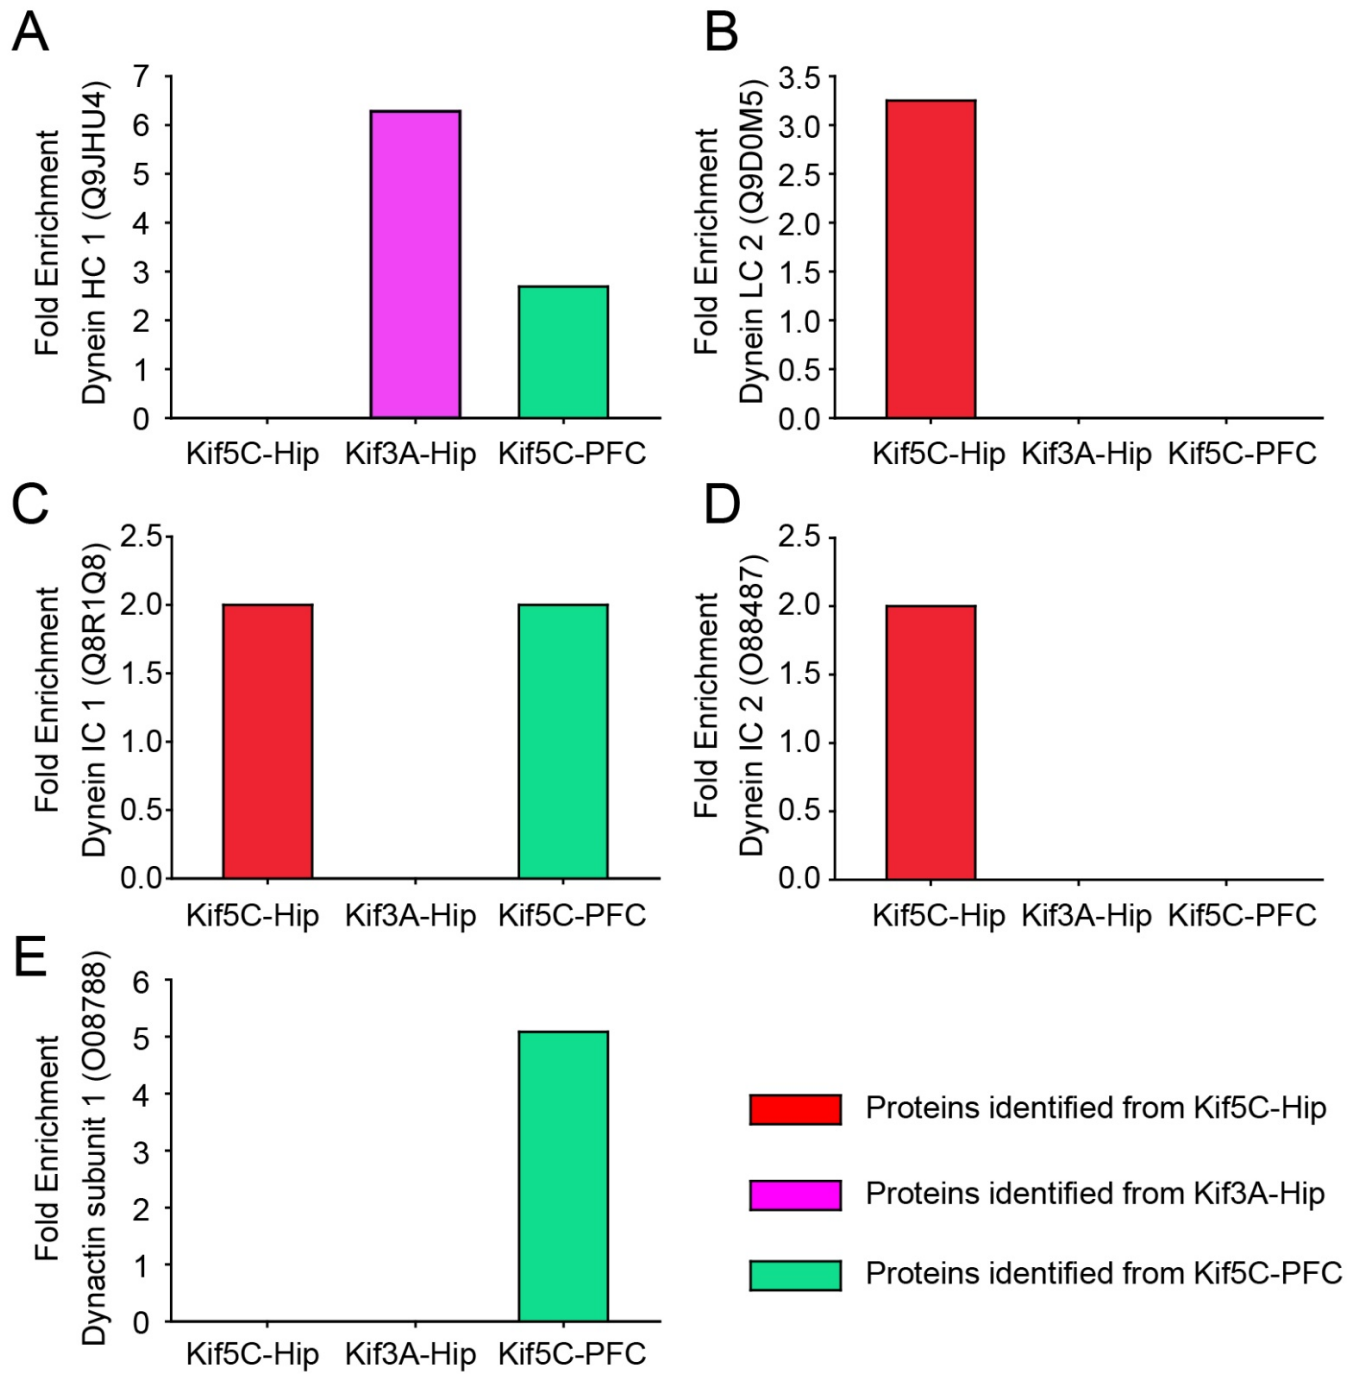 A
Fold Enrichment
Dynein HC 1 (Q9JHU4)
7
6
5
4
3
2
1
0
Kif5C-Hip Kif3A-Hip Kif5C-PFC
B
Fold Enrichment
Dynein LC 2 (Q9D0M5)
3.5
3.0
2.5
2.0
1.5
1.0
0.5
0.0
Kif5C-Hip Kif3A-Hip Kif5C-PFC
C
Fold Enrichment
Dynein IC 1 (Q8R1Q8)
2.5
2.0
1.5
1.0
0.5
0.0
Kif5C-Hip Kif3A-Hip Kif5C-PFC
D
Fold Enrichment
Dynein IC 2 (O88487)
2.5
2.0
1.5
1.0
0.5
0.0
Kif5C-Hip Kif3A-Hip Kif5C-PFC
E
Fold Enrichment
Dynactin subunit 1 (O08788)
6
5
4
3
2
1
0
Kif5C-Hip Kif3A-Hip Kif5C-PFC
Proteins identified from Kif5C-Hip
Proteins identified from Kif3A-Hip
Proteins identified from Kif5C-PFC